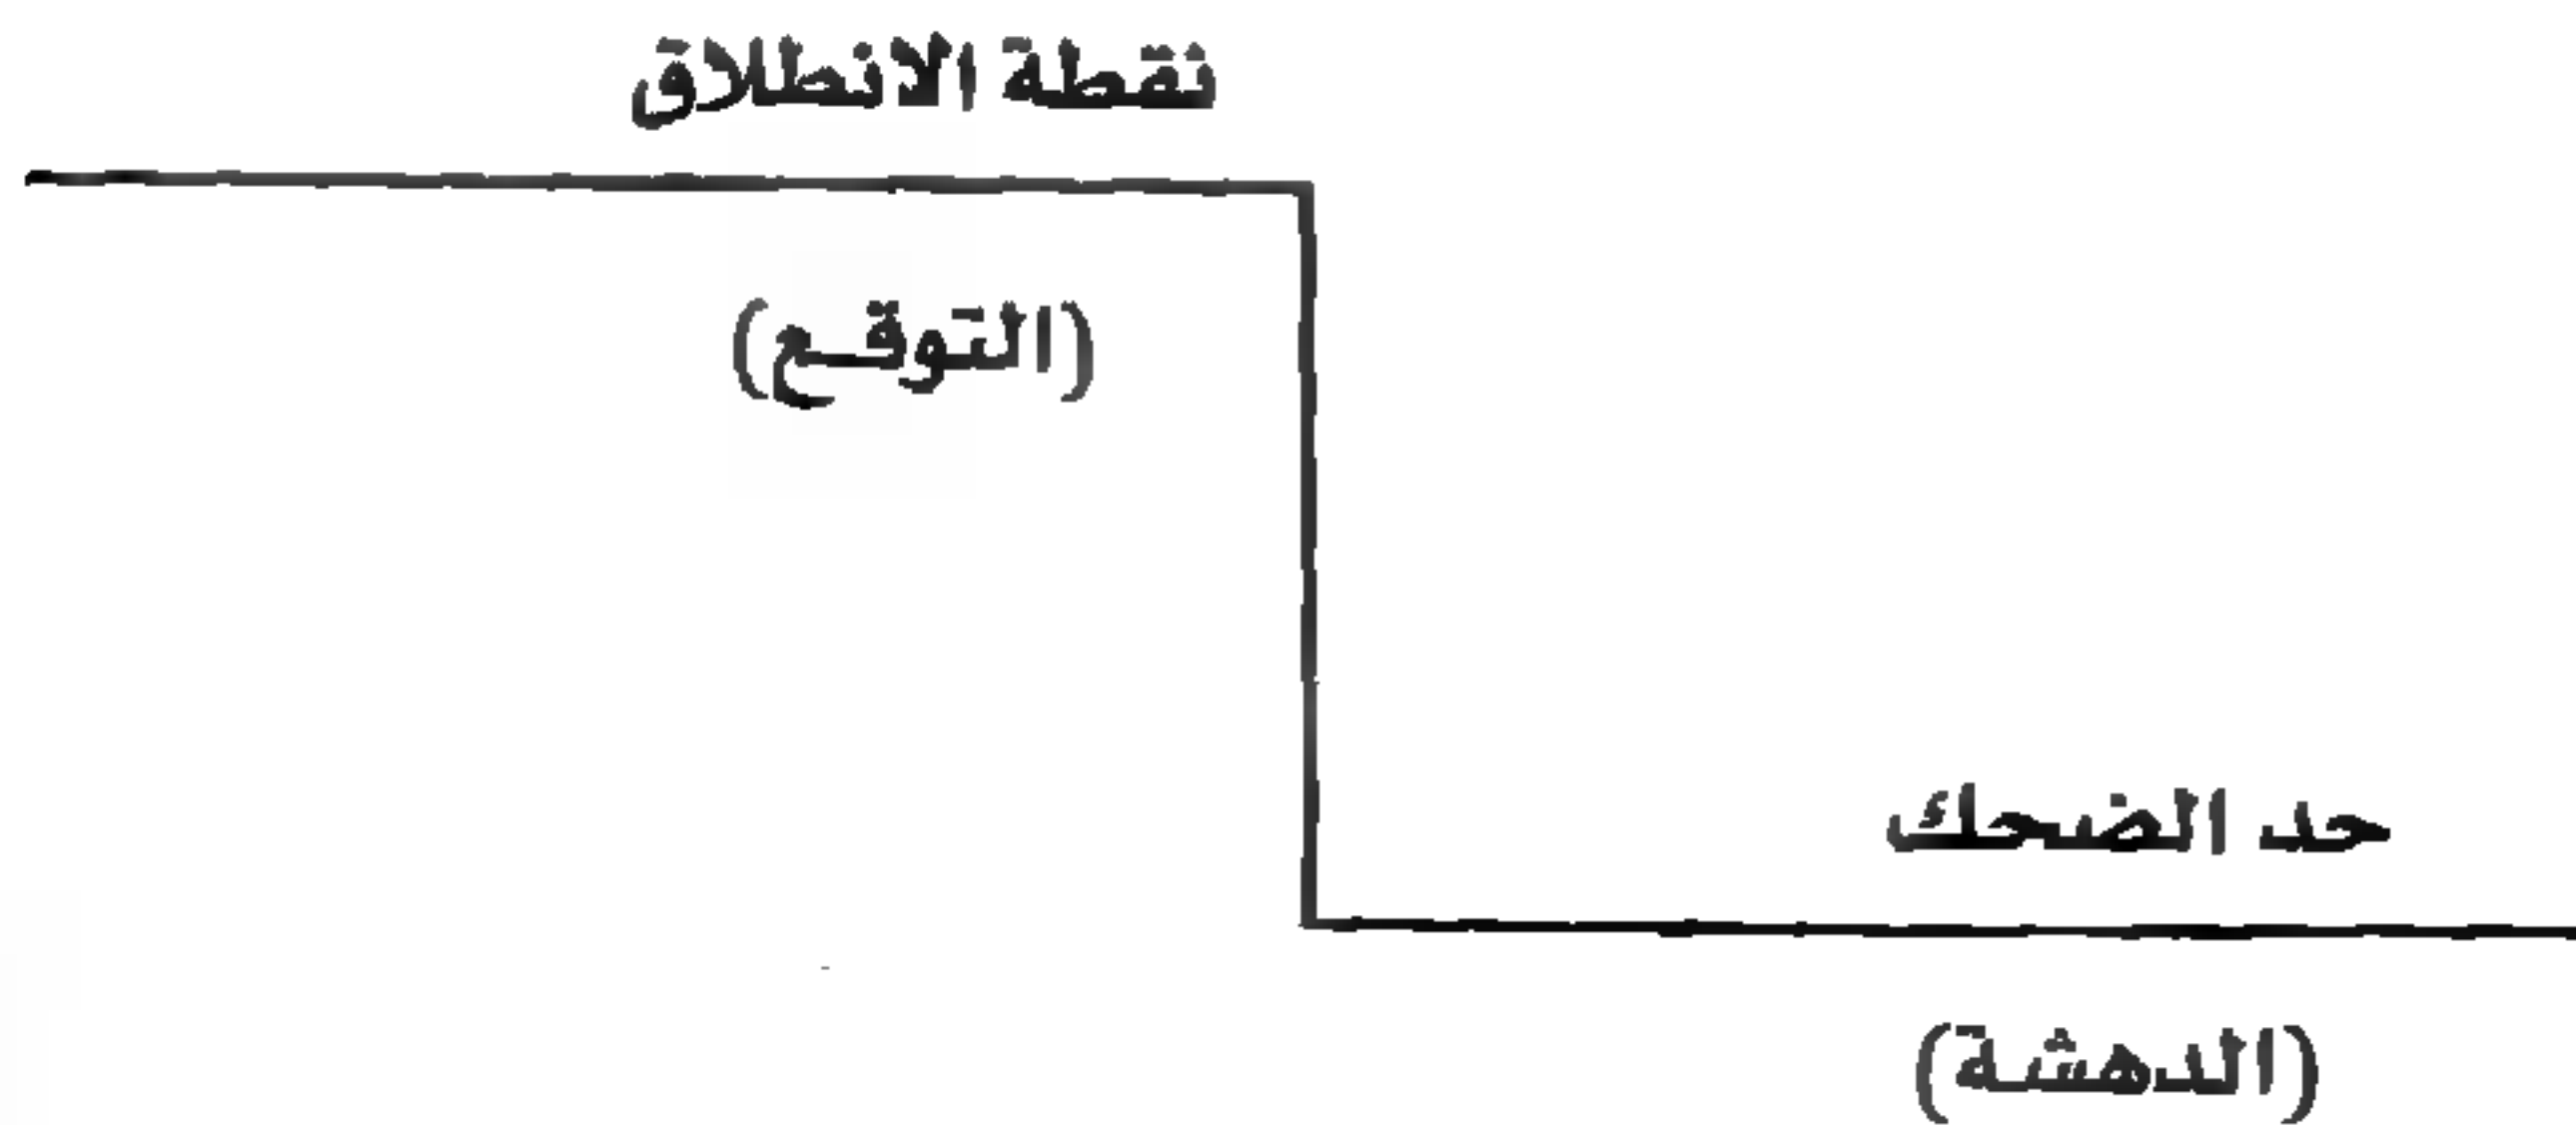 نقطة الانطلاق
(التوقع)
حد الضحك
(الدهشة)